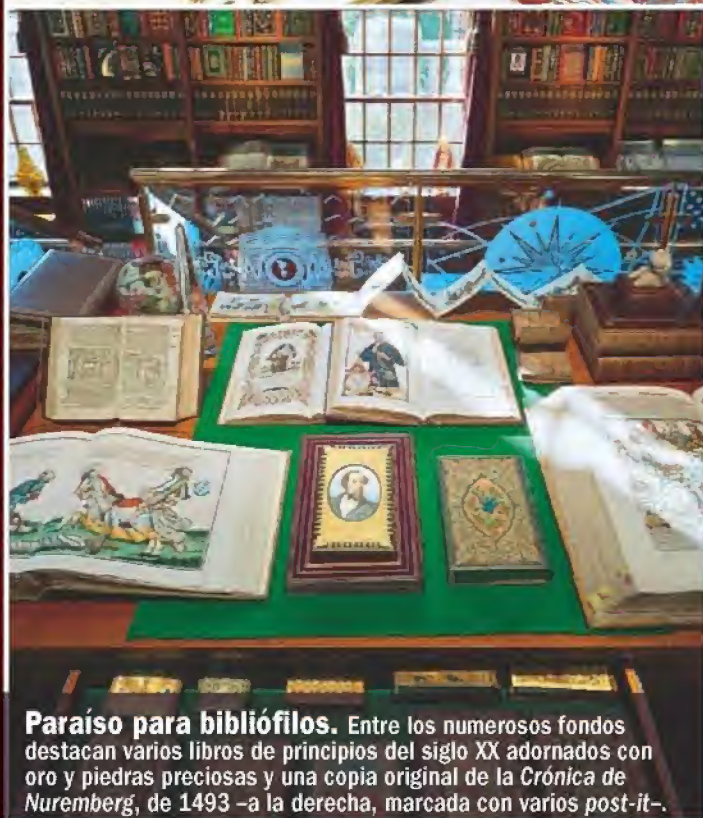 Paraíso para bibliófilos. Entre los numerosos fondos
destacan varios libros de principios del siglo XX adornados con
oro y piedras preciosas y una copia original de la Crónica de
Nuremberg, de 1493 –a la derecha, marcada con varios post-it–.